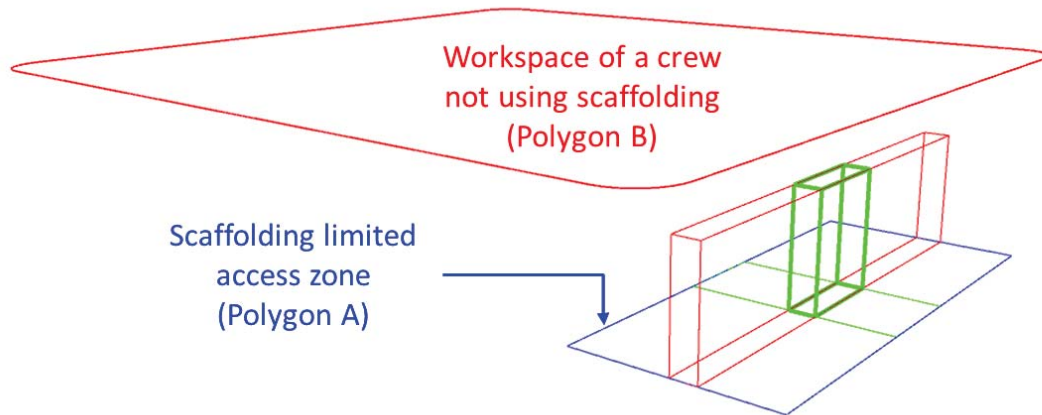 Workspace of a crew
not using scaffolding
(Polygon B)
Scaffolding limited
access zone
(Polygon A)